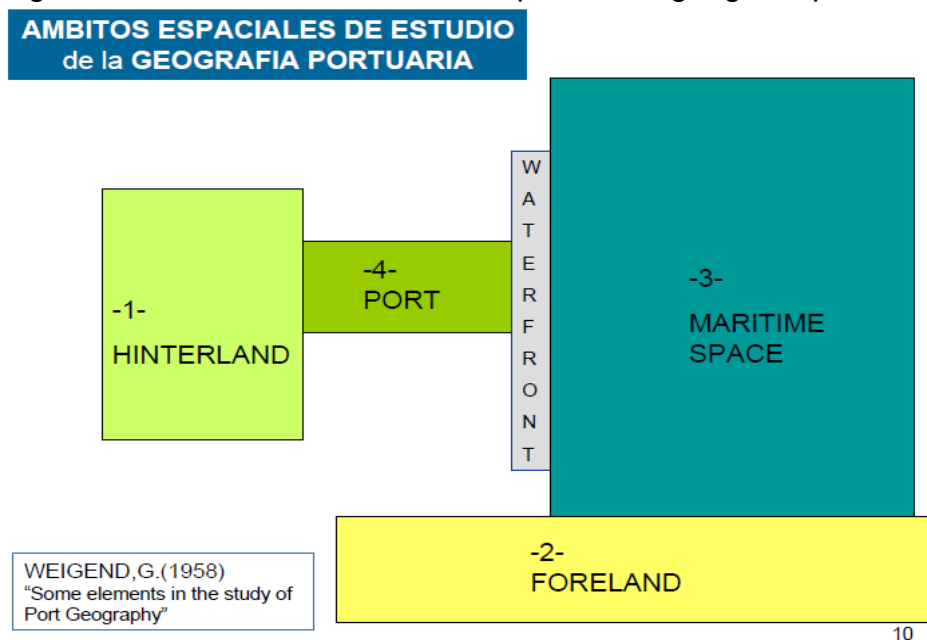 AMBITOS ESPACIALES DE ESTUDIO
de la GEOGRAFIA PORTUARIA
WATERFRONT
-1-
HINTERLAND
-4-
PORT
-3-
MARITIME
SPACE
-2-
FORELAND
WEIGEND,G.(1958)
“Some elements in the study of
Port Geography”
10